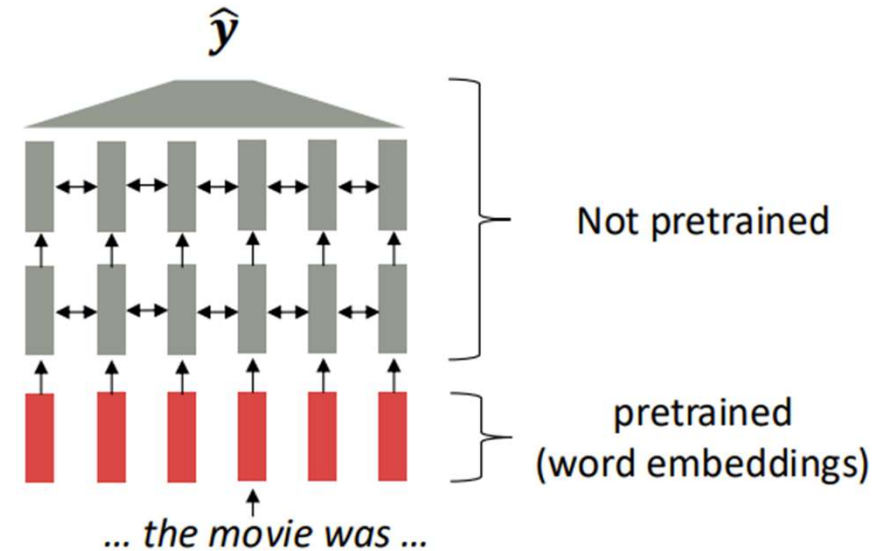 ŷ
Not pretrained
pretrained
(word embeddings)
... the movie was ...